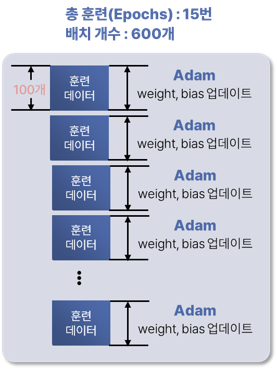 총 훈련(Epochs) : 15번
배치 개수 : 600개
100개
훈련
데이터
Adam
weight, bias 업데이트
훈련
데이터
Adam
weight, bias 업데이트
훈련
데이터
Adam
weight, bias 업데이트
훈련
데이터
Adam
weight, bias 업데이트
훈련
데이터
Adam
weight, bias 업데이트